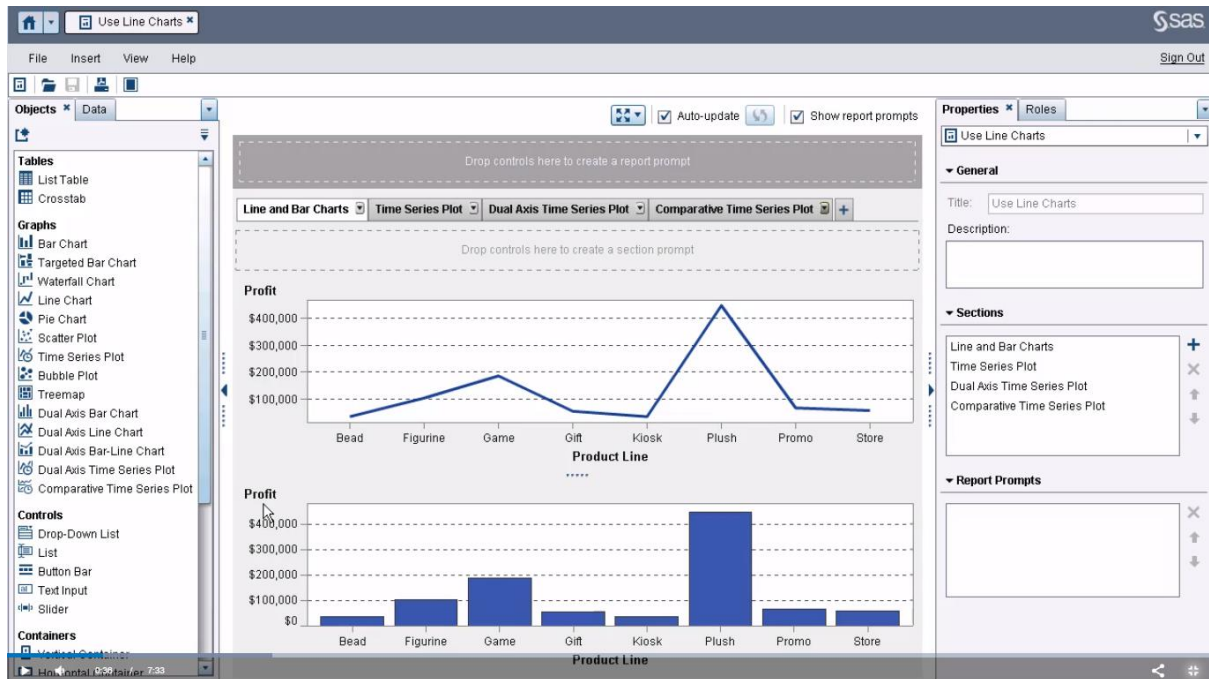 Use Line Charts
sas
File Insert View Help
Sign Out
Objects Data
Auto-update
Show report prompts
Properties Roles
Use Line Charts
Tables
List Table
Crosstab
Graphs
Bar Chart
Targeted Bar Chart
Waterfall Chart
Line Chart
Pie Chart
Scatter Plot
Time Series Plot
Bubble Plot
Treemap
Dual Axis Bar Chart
Dual Axis Line Chart
Dual Axis Bar-Line Chart
Dual Axis Time Series Plot
Comparative Time Series Plot
Controls
Drop-Down List
List
Button Bar
Text Input
Slider
Containers
Vertical Container
Horizontal Container
0:36 / 7:33
Drop controls here to create a report prompt
Line and Bar Charts Time Series Plot Dual Axis Time Series Plot Comparative Time Series Plot
Drop controls here to create a section prompt
Profit
$400,000
$300,000
$200,000
$100,000
Bead Figurine Game Gift Kiosk Plush Promo Store
Product Line
Profit
$400,000
$300,000
$200,000
$100,000
$0
Bead Figurine Game Gift Kiosk Plush Promo Store
Product Line
General
Title: Use Line Charts
Description:
Sections
Line and Bar Charts
Time Series Plot
Dual Axis Time Series Plot
Comparative Time Series Plot
Report Prompts